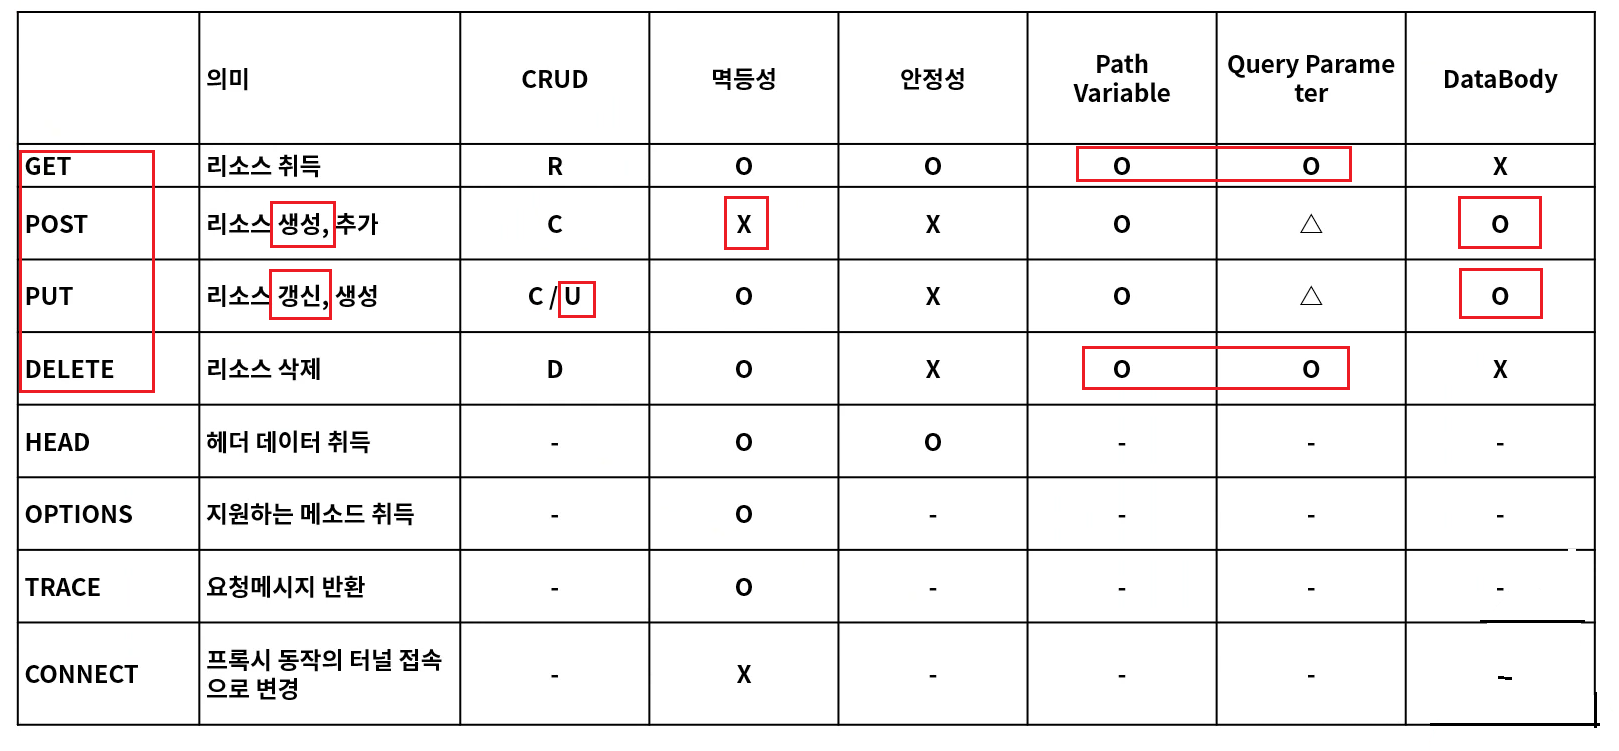 의미 CRUD 멱등성 안정성 Path Variable Query Parame ter DataBody
GET 리소스 취득 R O O O O X
POST 리소스 생성, 추가 C X X O △ O
PUT 리소스 갱신, 생성 C / U O X O △ O
DELETE 리소스 삭제 D O X O O X
HEAD 헤더 데이터 취득 - O O - - -
OPTIONS 지원하는 메소드 취득 - O - - - -
TRACE 요청메시지 반환 - O - - - -
CONNECT 프록시 동작의 터널 접속
으로 변경 - X - - - -